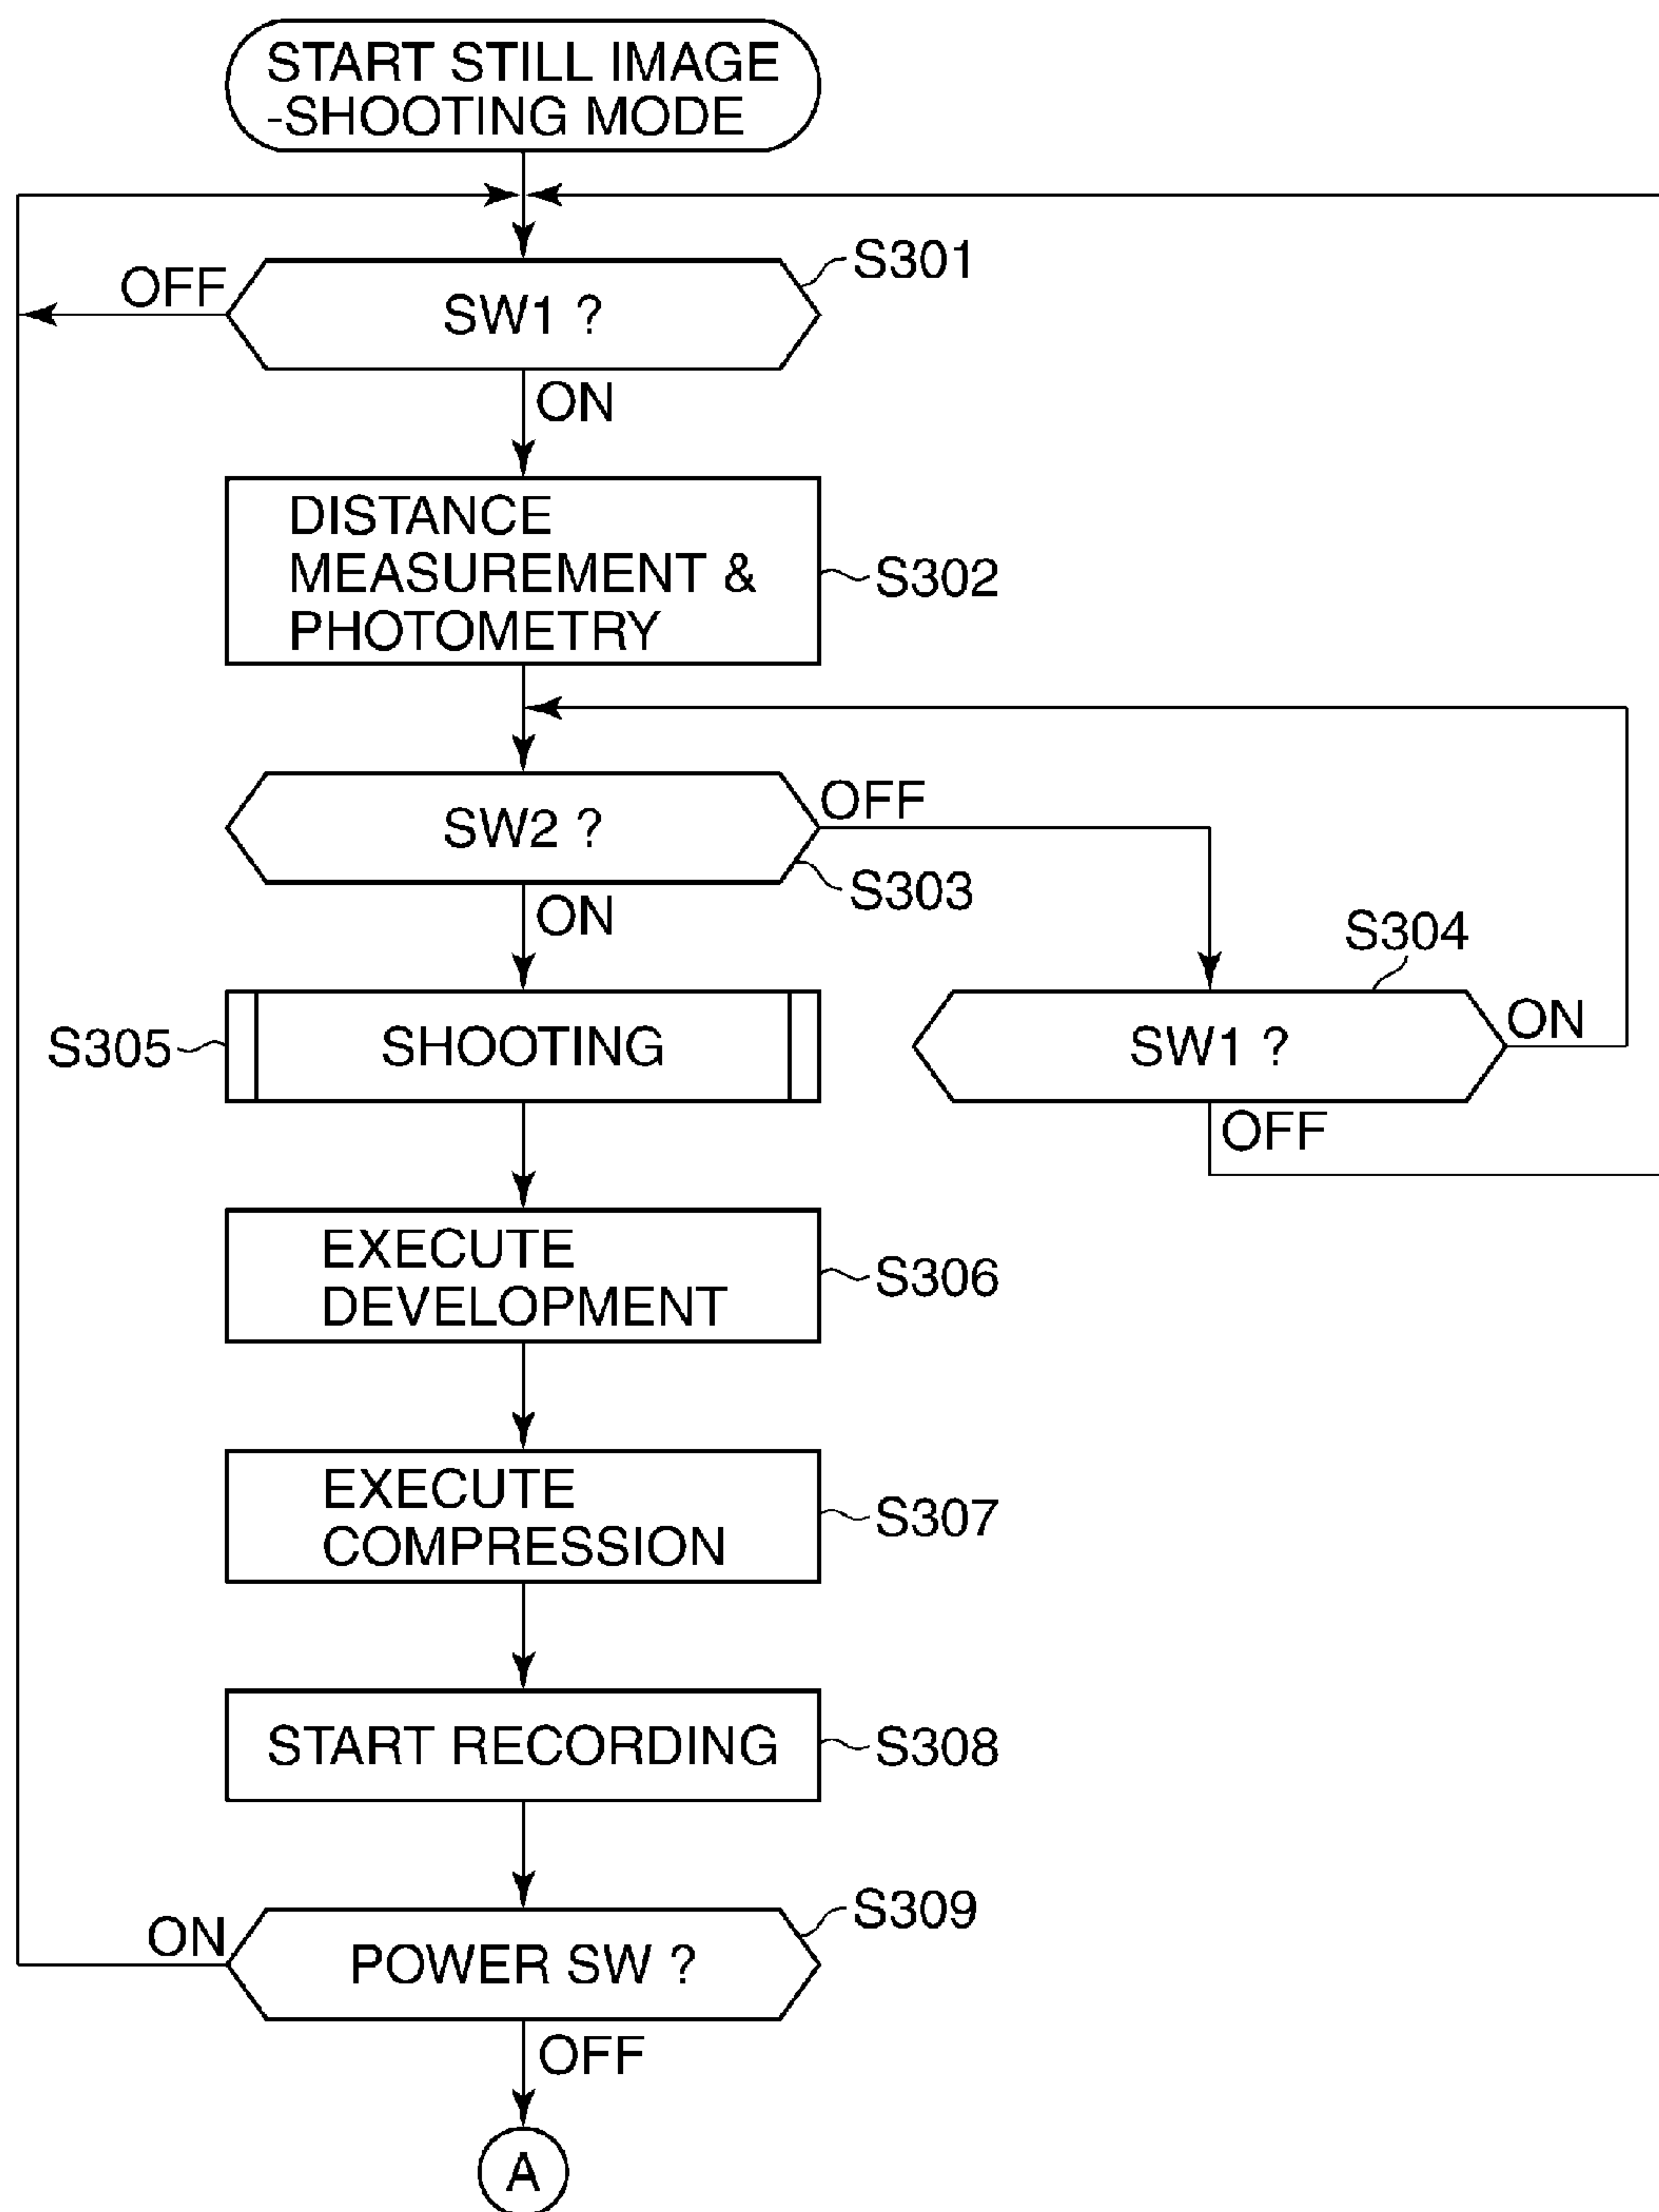 START STILL IMAGE
-SHOOTING MODE
S301
OFF
SW1 ?
ON
DISTANCE
MEASUREMENT &
PHOTOMETRY
S302
OFF
SW2 ?
S303
ON
S304
S305
SHOOTING
SW1 ?
ON
OFF
EXECUTE
DEVELOPMENT
S306
EXECUTE
COMPRESSION
S307
START RECORDING
S308
S309
ON
POWER SW ?
OFF
A